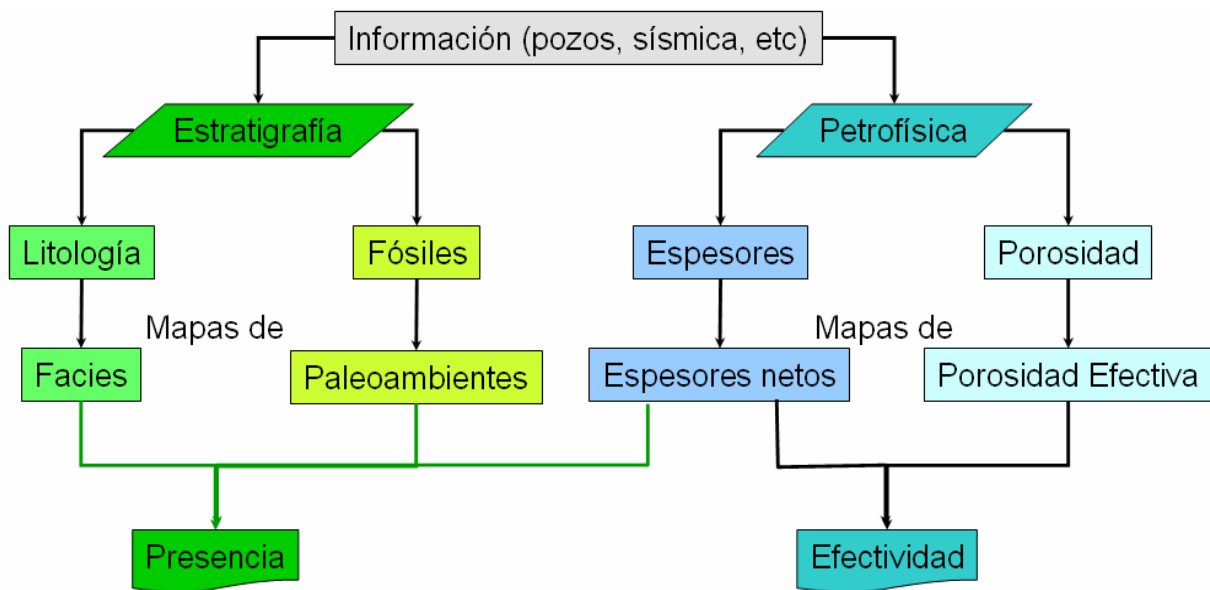 Información (pozos, sísmica, etc)
Estratigrafía
Petrofísica
Litología
Fósiles
Espesores
Porosidad
Mapas de
Mapas de
Facies
Paleoambientes
Espesores netos
Porosidad Efectiva
Presencia
Efectividad